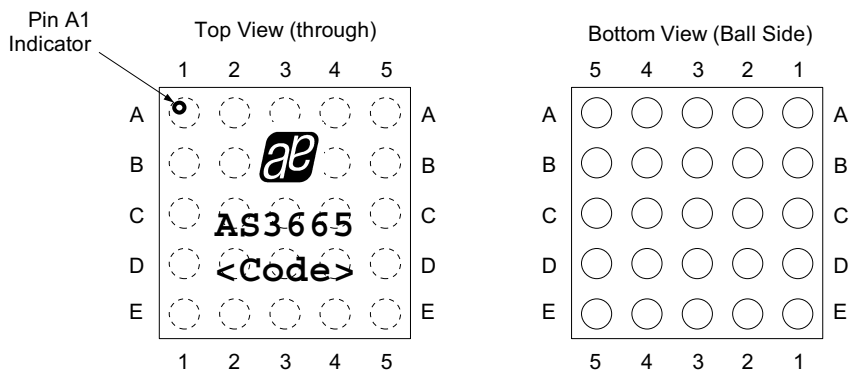 Pin A1
Indicator
Top View (through)
1 2 3 4 5
A A
B B
C C
D D
E E
ae
AS3665
<Code>
1 2 3 4 5
Bottom View (Ball Side)
5 4 3 2 1
A A
B B
C C
D D
E E
5 4 3 2 1